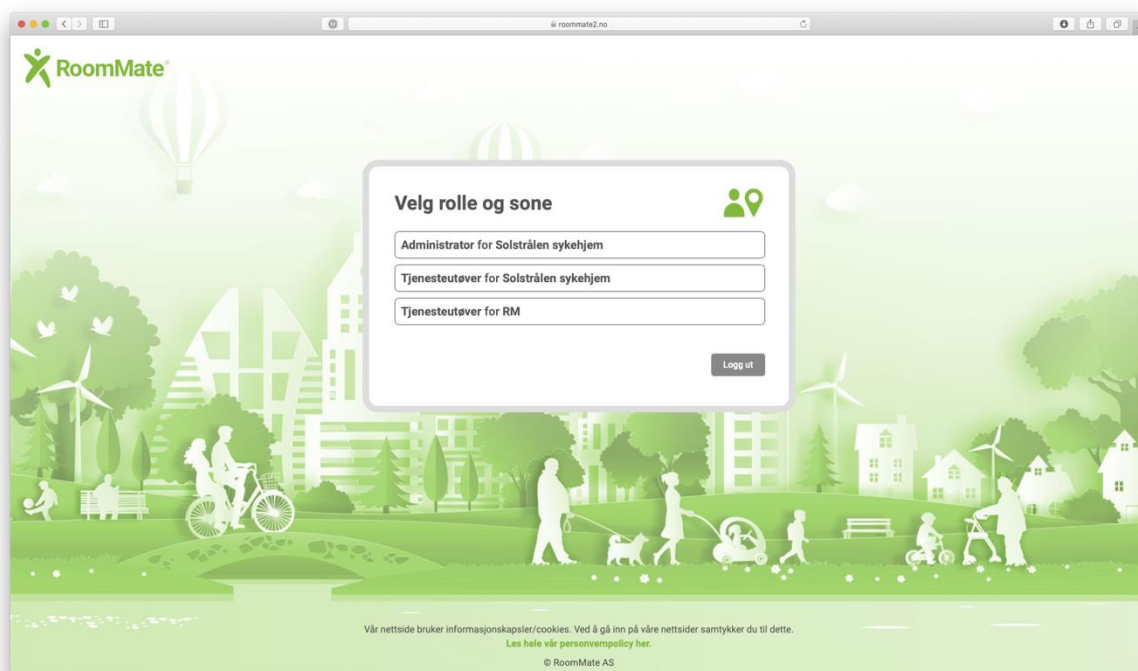 roommate2.no
RoomMate®
Velg rolle og sone
Administrator for Solstrålen sykehjem
Tjenesteutøver for Solstrålen sykehjem
Tjenesteutøver for RM
Logg ut
Vår nettside bruker informasjonskapsler/cookies. Ved å gå inn på våre nettsider samtykker du til dette.
Les hele vår personvernpolicy her.
© RoomMate AS